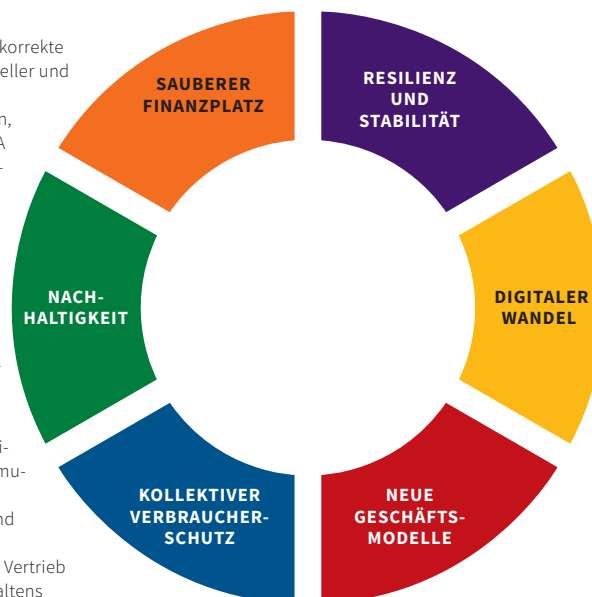 korrekte
eller und
SAUBERER
FINANZPLATZ
RESILIENZ
UND
STABILITÄT
NACH-
HALTIGKEIT
DIGITALER
WANDEL
KOLLEKTIVER
VERBRAUCHER-
SCHUTZ
NEUE
GESCHÄFTS-
MODELLE
Vertrieb
altens